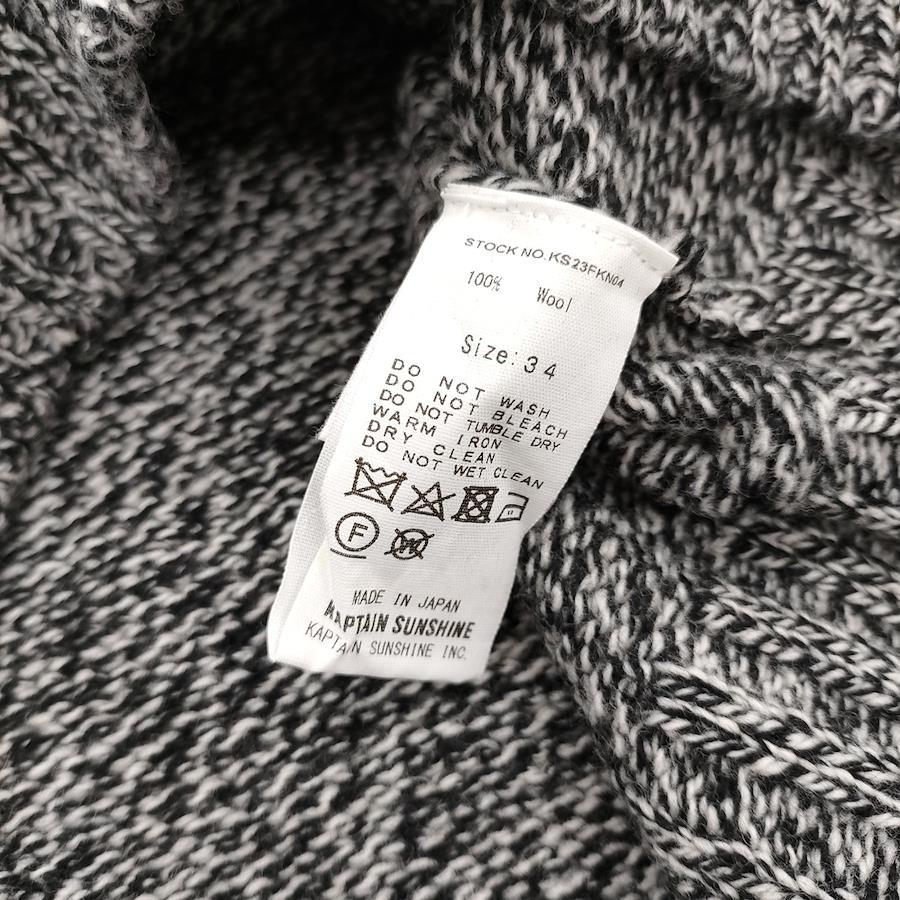 STOCK NO.KS23FKN04
100% Wool
Size:34
DO NOT WASH
DO NOT BLEACH
DO NOT TUMBLE DRY
WARM IRON
DRY CLEAN
DO NOT WET CLEAN
F
W
MADE IN JAPAN
KAPTAIN SUNSHINE
KAPTAIN SUNSHINE INC.